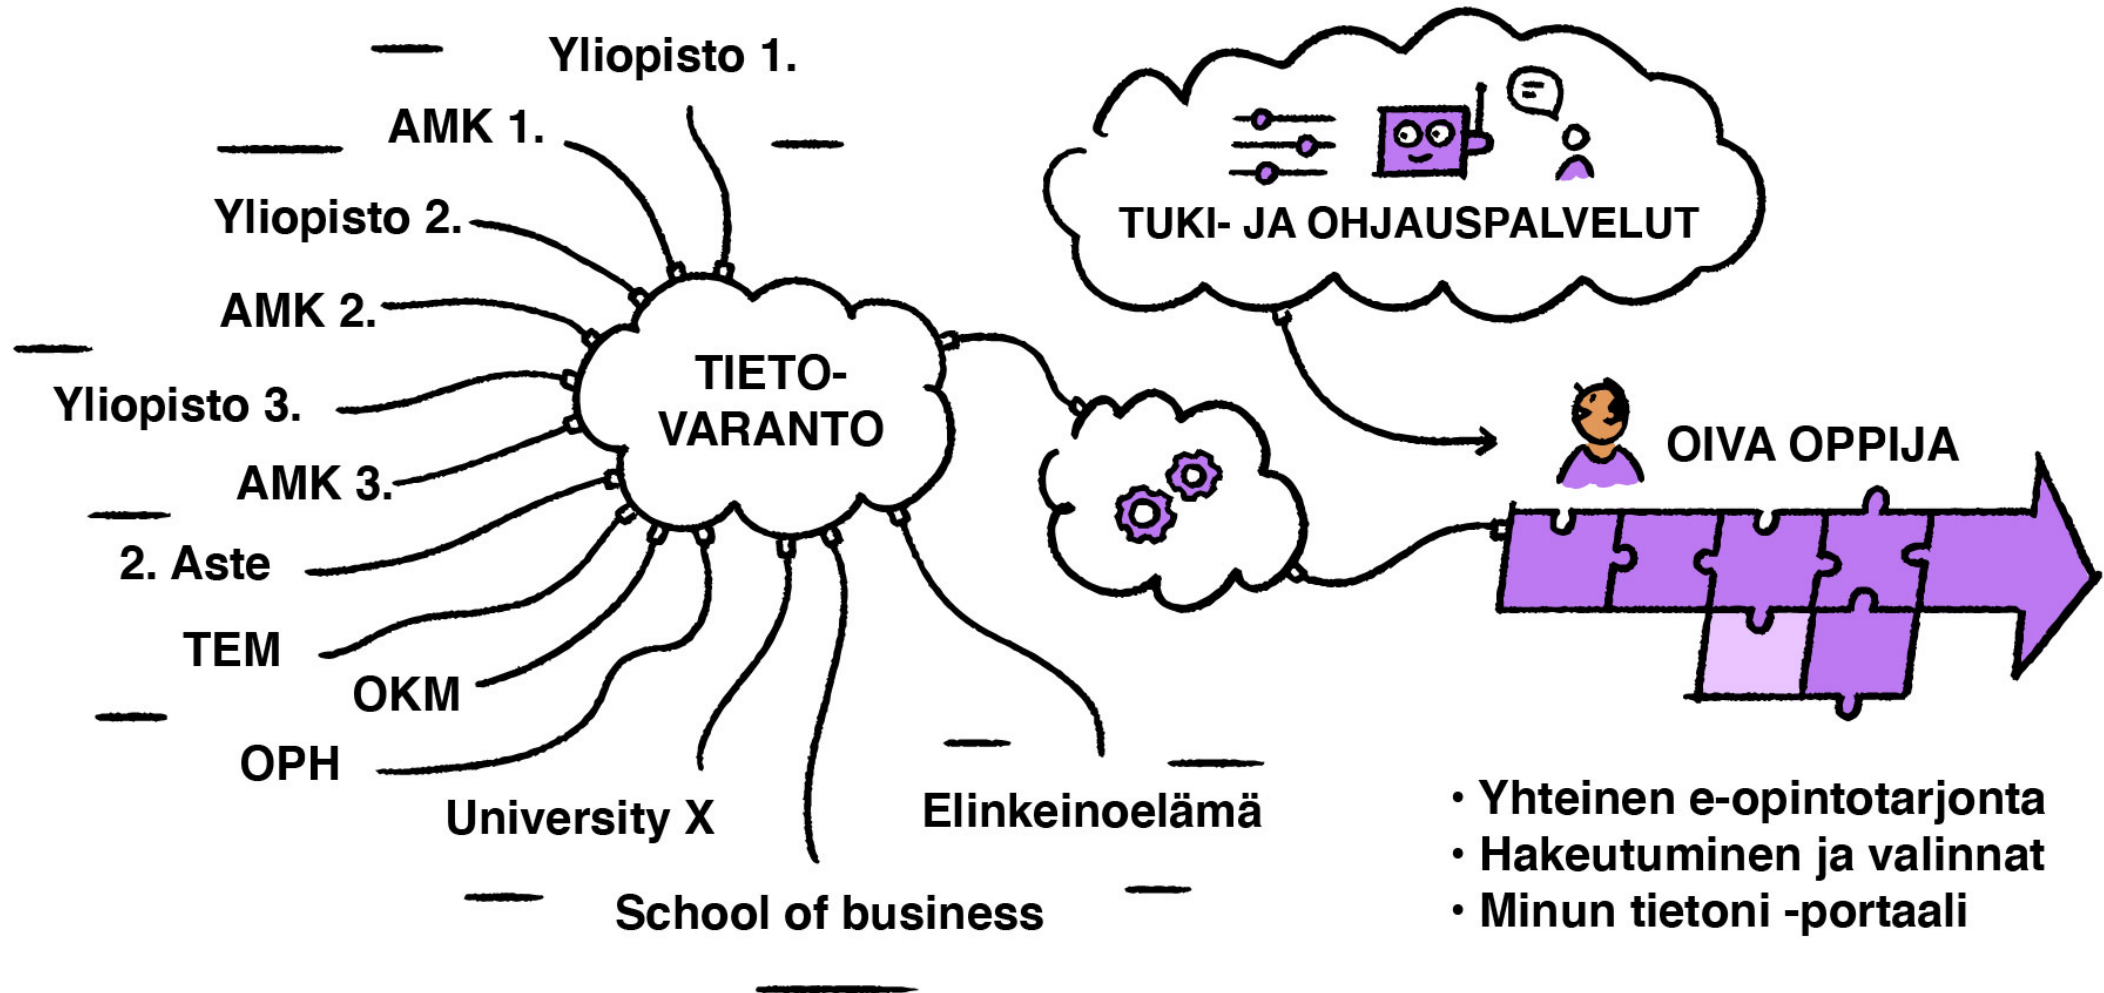 Yliopisto 1.
AMK 1.
Yliopisto 2.
AMK 2.
Yliopisto 3.
AMK 3.
2. Aste
TEM
OKM
OPH
University X
School of business
Elinkeinoelämä
TIETO-
VARANTO
TUKI- JA OHJAUSPALVELUT
OIVA OPPIJA
• Yhteinen e-opintotarjonta
• Hakeutuminen ja valinnat
• Minun tietoni -portaali